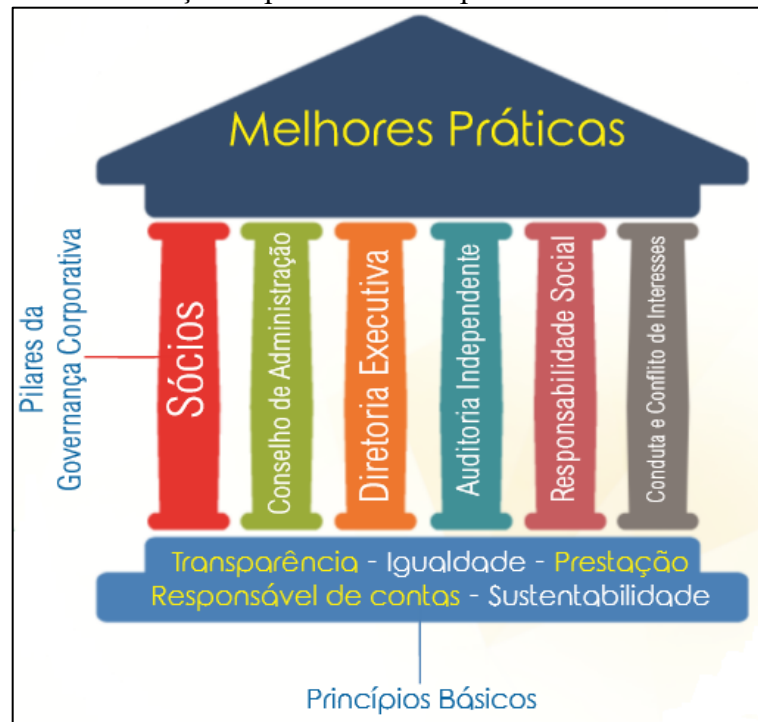 Melhores Práticas
Pilares da
Governança Corporativa
Sócios
Conselho de Administração
Diretoria Executiva
Auditoria Independente
Responsabilidade Social
Conduta e Conflito de Interesses
Transparência - Igualdade - Prestação
Responsável de contas - Sustentabilidade
Princípios Básicos